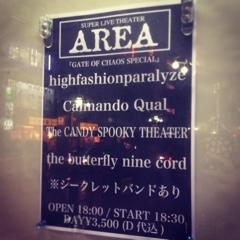 SUPER LIVE THEATER
AREA
「GATE OF CHAOS SPECIAL」
highfashionparalyze
Calmando Qual
The CANDY SPOOKY THEATER
the butterfly nine cord
※シークレットバンドあり
OPEN 18:00 / START 18:30
DAY¥3,500 (D代込)